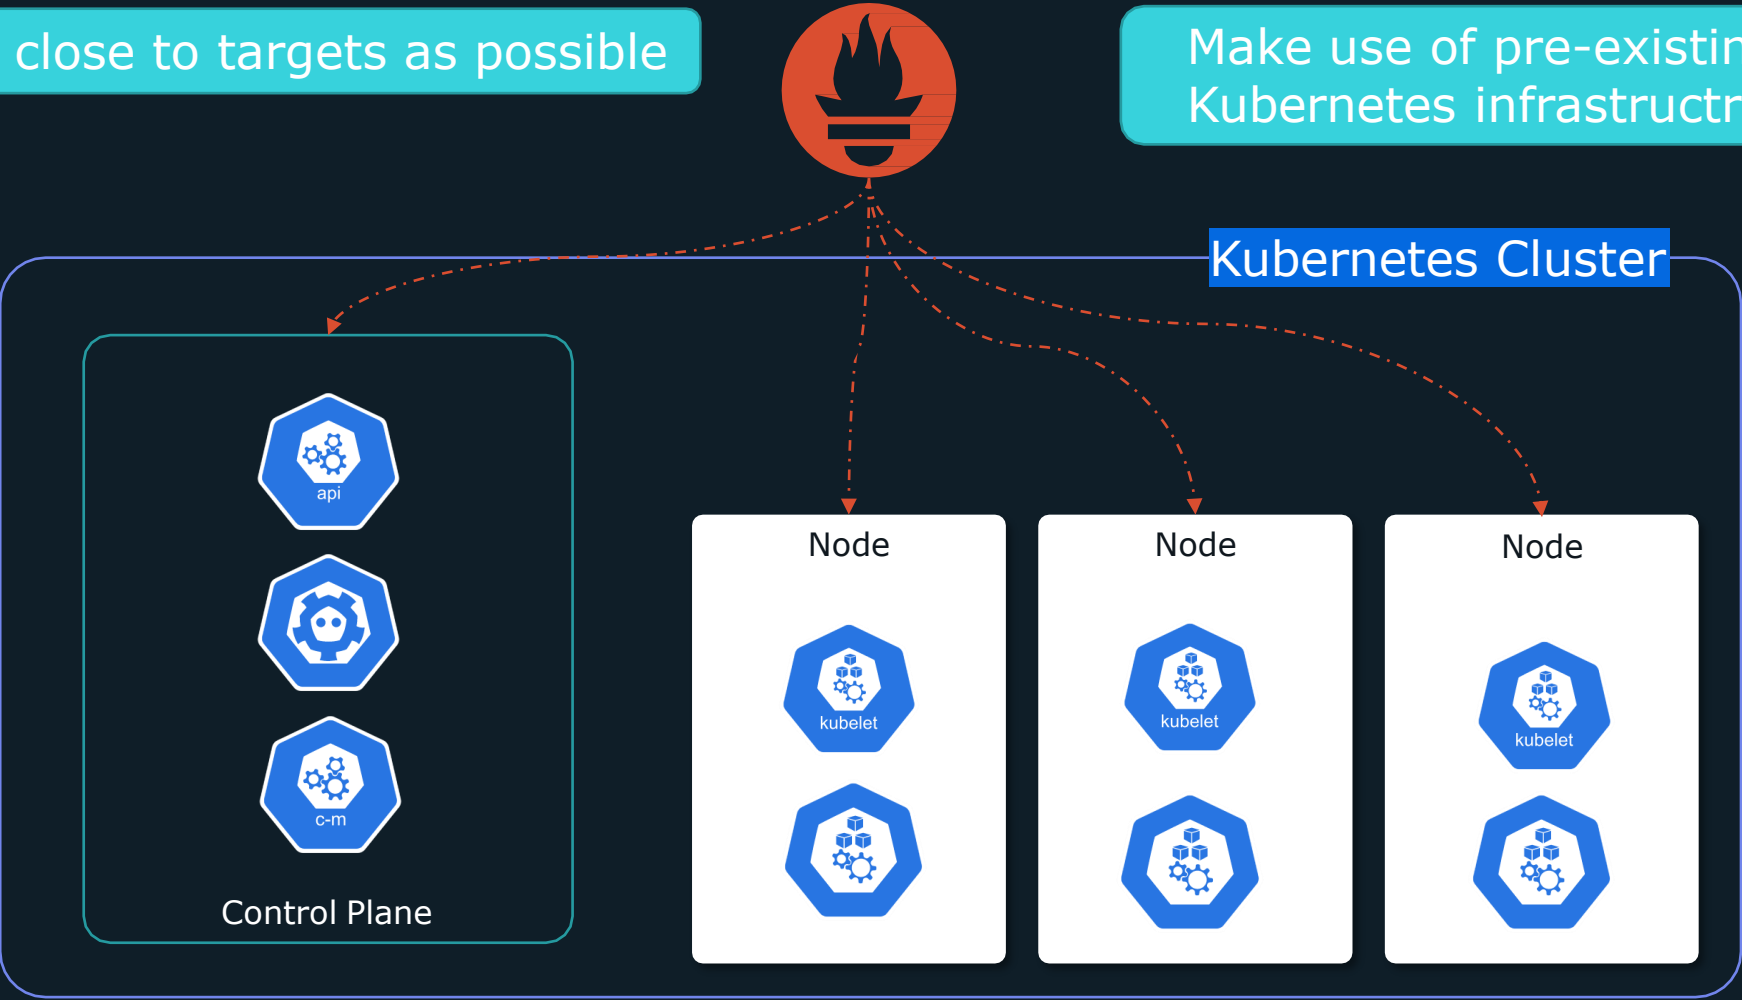 close to targets as possible
Make use of pre-existin
Kubernetes infrastructr
Kubernetes Cluster
api
c-m
Control Plane
Node
kubelet
Node
kubelet
Node
kubelet